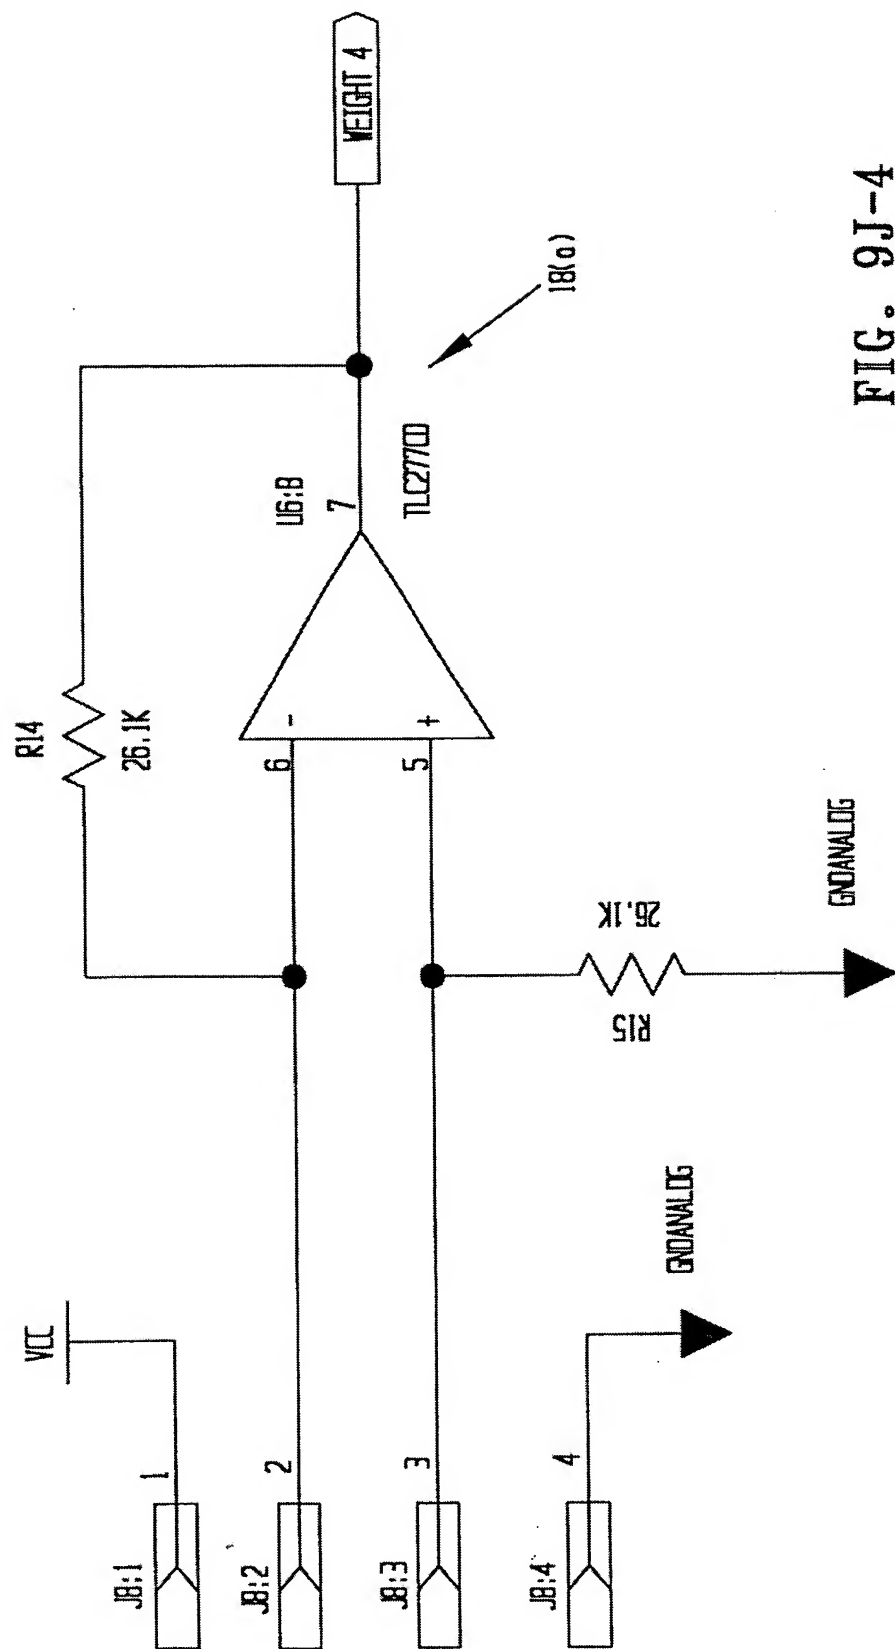 VCC
J8:1
1
J8:2
2
J8:3
3
J8:4
4
GNDANALOG
R14
26.1K
6
-
5
+
U6:B
7
TLC277CD
R15
26.1K
GNDANALOG
WEIGHT 4
18(a)
FIG. 9J-4